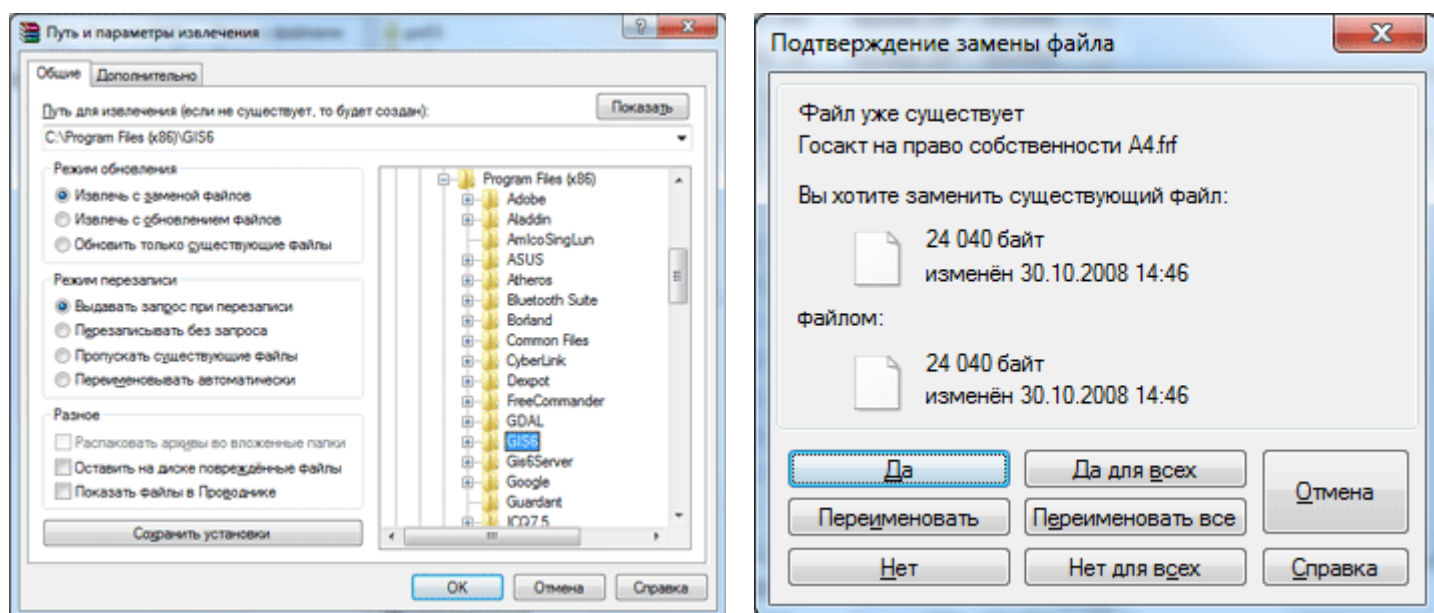 Путь и параметры извлечения
Общие
Дополнительно
Путь для извлечения (если не существует, то будет создан):
Показать
C:\Program Files (x86)\GIS6
Режим обновления
Извлечь с заменой файлов
Извлечь с обновлением файлов
Обновить только существующие файлы
Режим перезаписи
Выдавать запрос при перезаписи
Перезаписывать без запроса
Пропускать существующие файлы
Переименовывать автоматически
Разное
Распаковать архивы во вложенные папки
Оставить на диске повреждённые файлы
Показать файлы в Проводнике
Сохранить установки
Program Files (x86)
Adobe
Aladdin
AmIcoSingLun
ASUS
Atheros
Bluetooth Suite
Borland
Common Files
CyberLink
Dexpot
FreeCommander
GDAL
GIS6
Gis6Server
Google
Guardant
ICQ7.5
OK
Отмена
Справка
Подтверждение замены файла
Файл уже существует
Госакт на право собственности А4.frf
Вы хотите заменить существующий файл:
24 040 байт
изменён 30.10.2008 14:46
файлом:
24 040 байт
изменён 30.10.2008 14:46
Да
Да для всех
Отмена
Переименовать
Переименовать все
Нет
Нет для всех
Справка